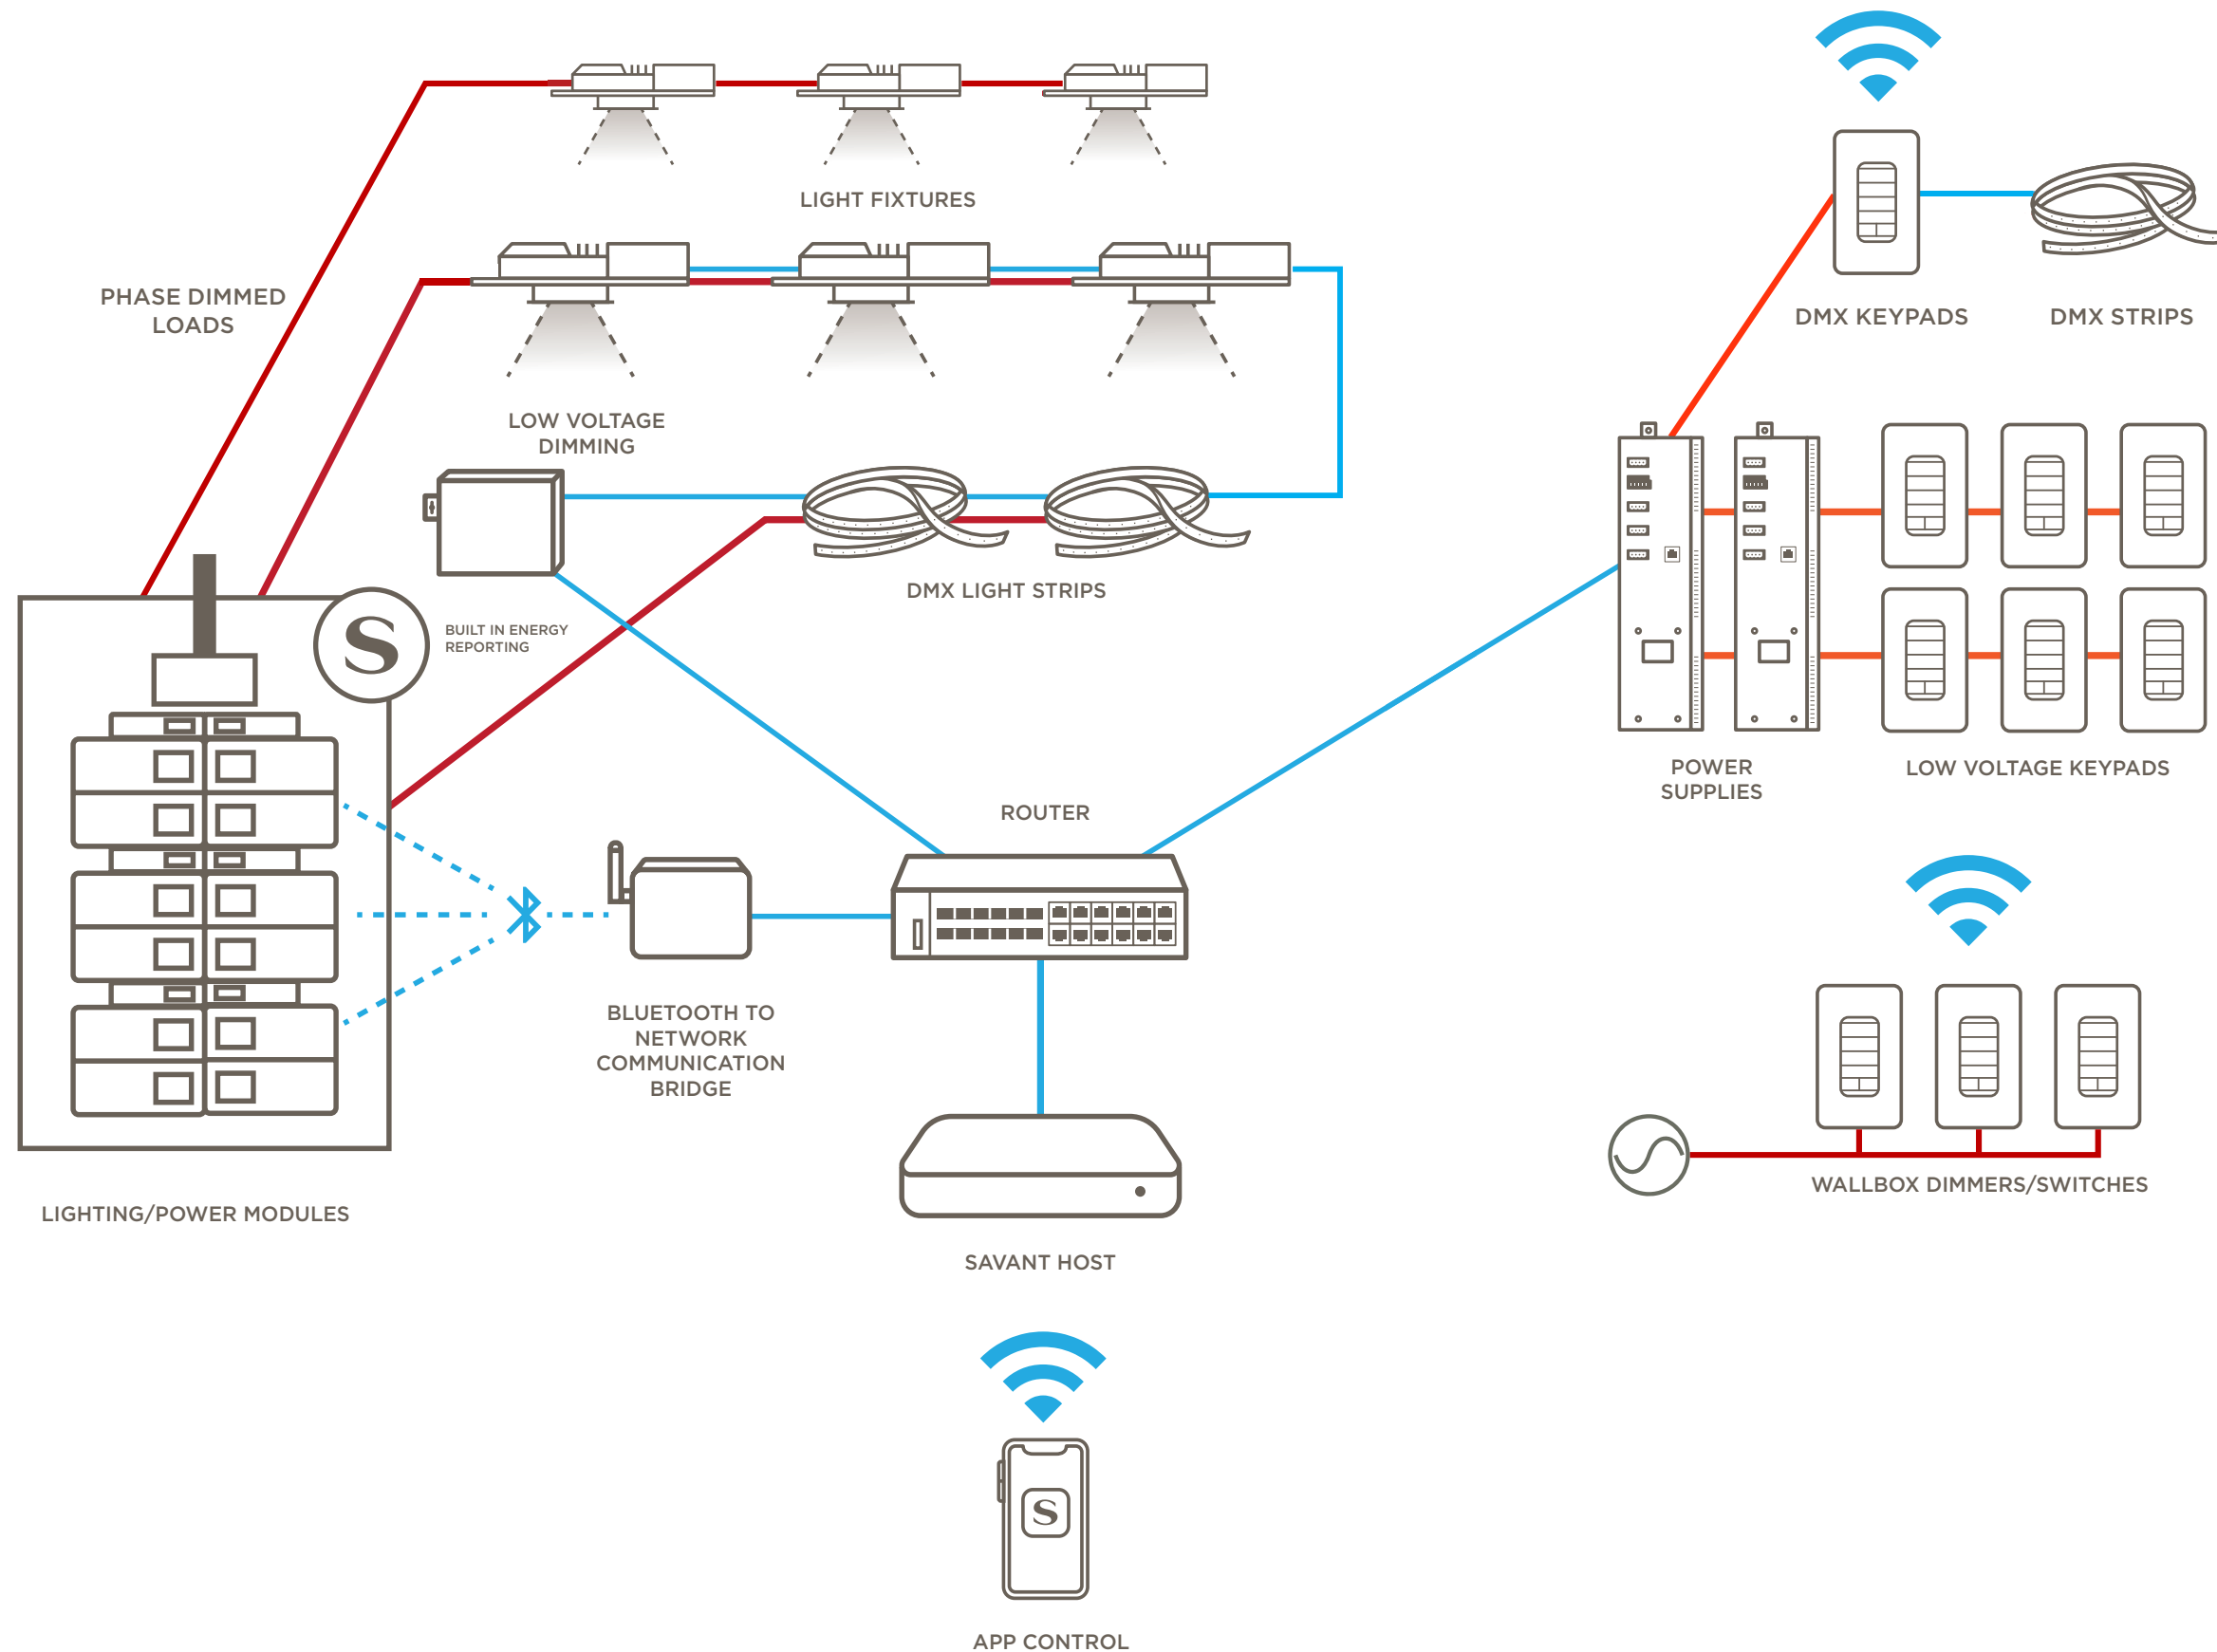 LIGHT FIXTURES
PHASE DIMMED
LOADS
DMX KEYPADS
DMX STRIPS
LOW VOLTAGE
DIMMING
DMX LIGHT STRIPS
S
BUILT IN ENERGY
REPORTING
POWER
SUPPLIES
LOW VOLTAGE KEYPADS
ROUTER
BLUETOOTH TO
NETWORK
COMMUNICATION
BRIDGE
WALLBOX DIMMERS/SWITCHES
LIGHTING/POWER MODULES
SAVANT HOST
S
APP CONTROL